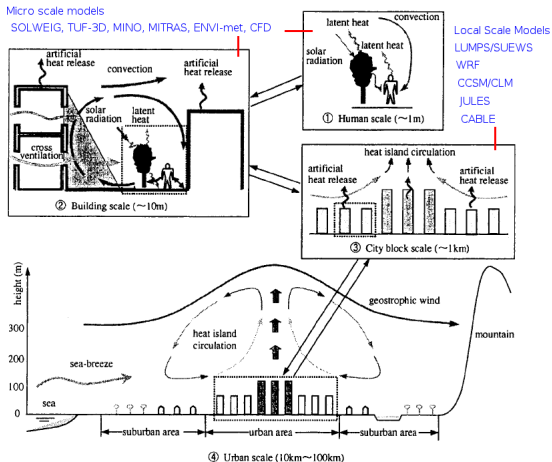 Micro scale models
SOLWEIG, TUF-3D, MINO, MITRAS, ENVI-met, CFD
Local Scale Models
LUMPS/SUEWS
WRF
CCSM/CLM
JULES
CABLE
artificial
heat release
convection
artificial
heat release
solar
radiation
latent
heat
cross
ventilation
② Building scale (~10m)
latent heat
convection
solar
radiation
latent heat
① Human scale (~1m)
heat island circulation
artificial
heat release
artificial
heat release
③ City block scale (~1km)
height (m)
300
200
100
0
geostrophic wind
mountain
heat island
circulation
sea-breeze
sea
suburban area
urban area
suburban area
④ Urban scale (10km~100km)